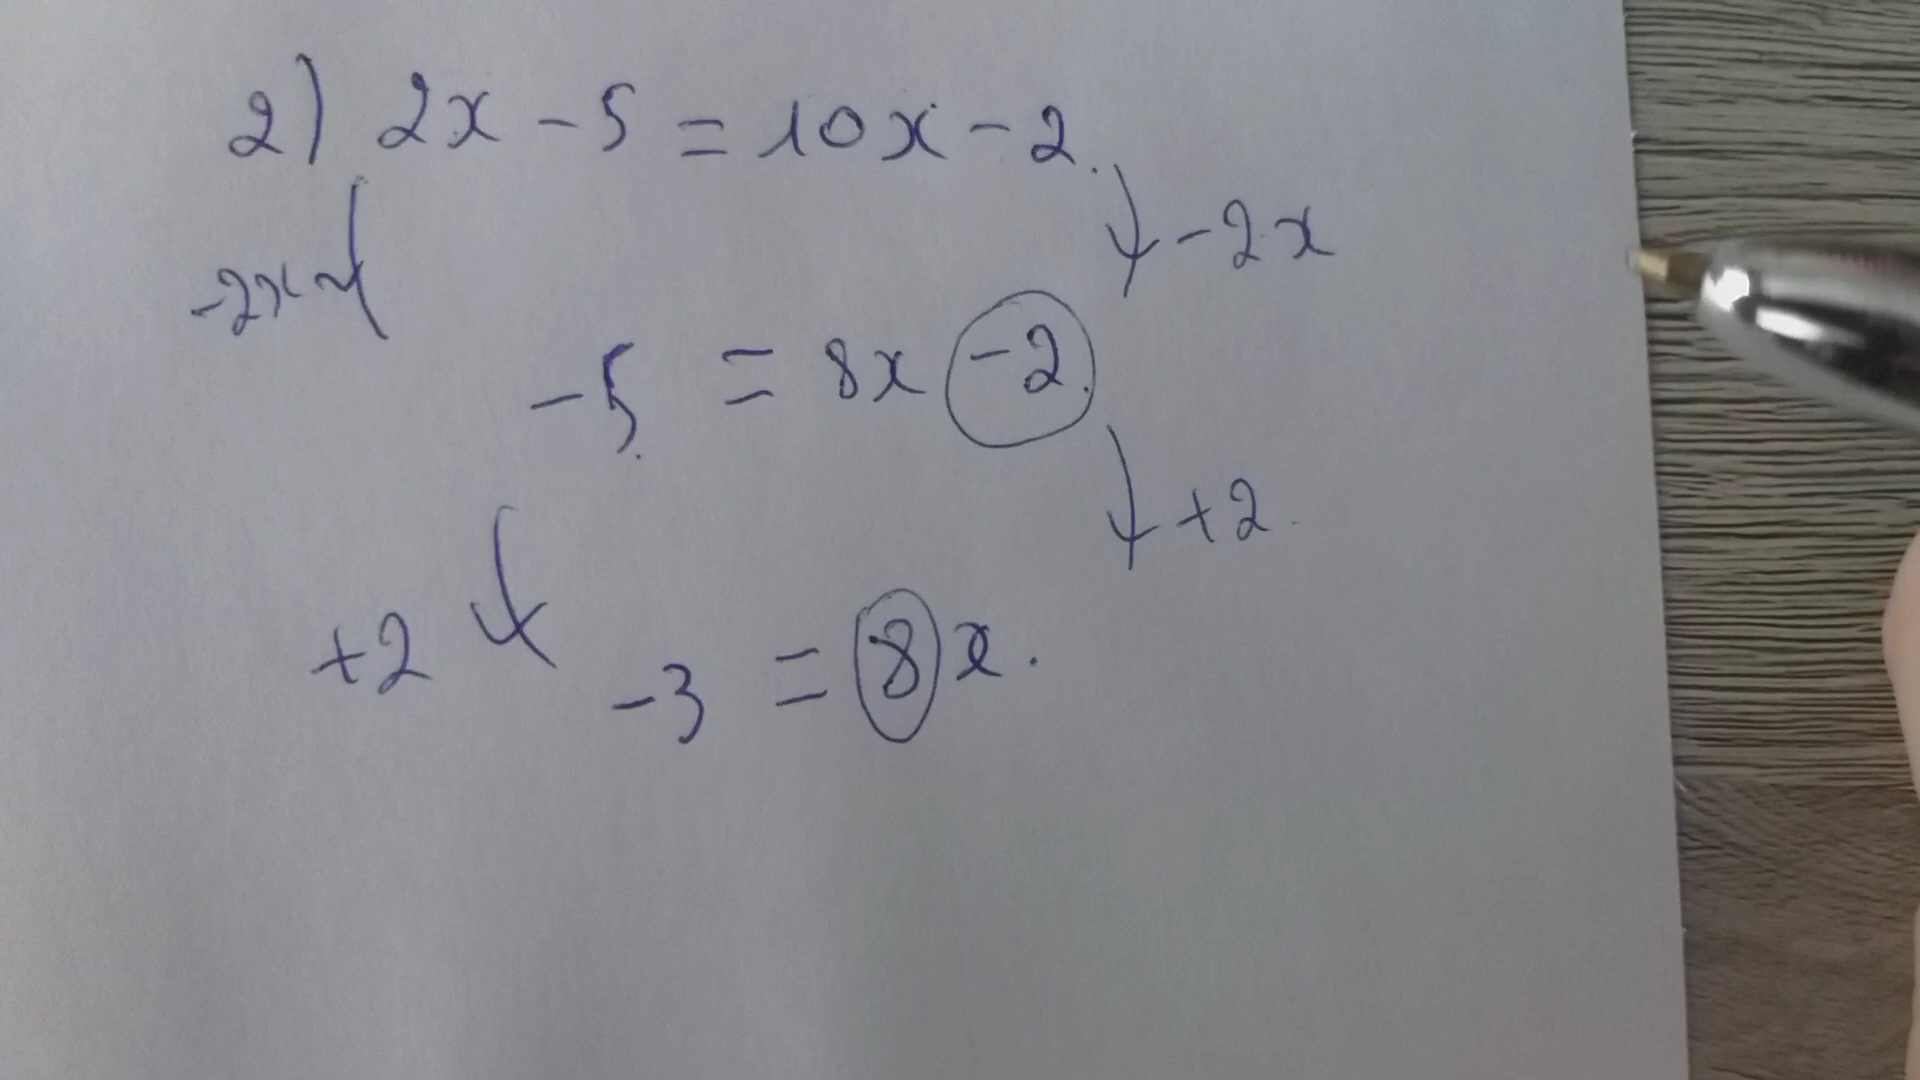 2) 2x - 5 = 10x - 2
-2x -2x
-5 = 8x -2
+2 +2
-3 = 8x